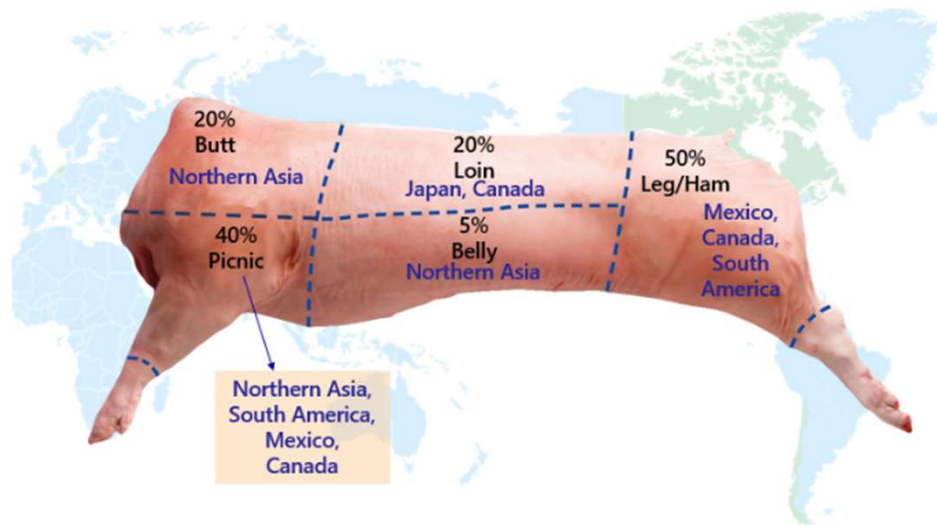 20%
Butt
Northern Asia
20%
Loin
Japan, Canada
50%
Leg/Ham
Mexico,
Canada,
South
America
40%
Picnic
5%
Belly
Northern Asia
Northern Asia,
South America,
Mexico,
Canada